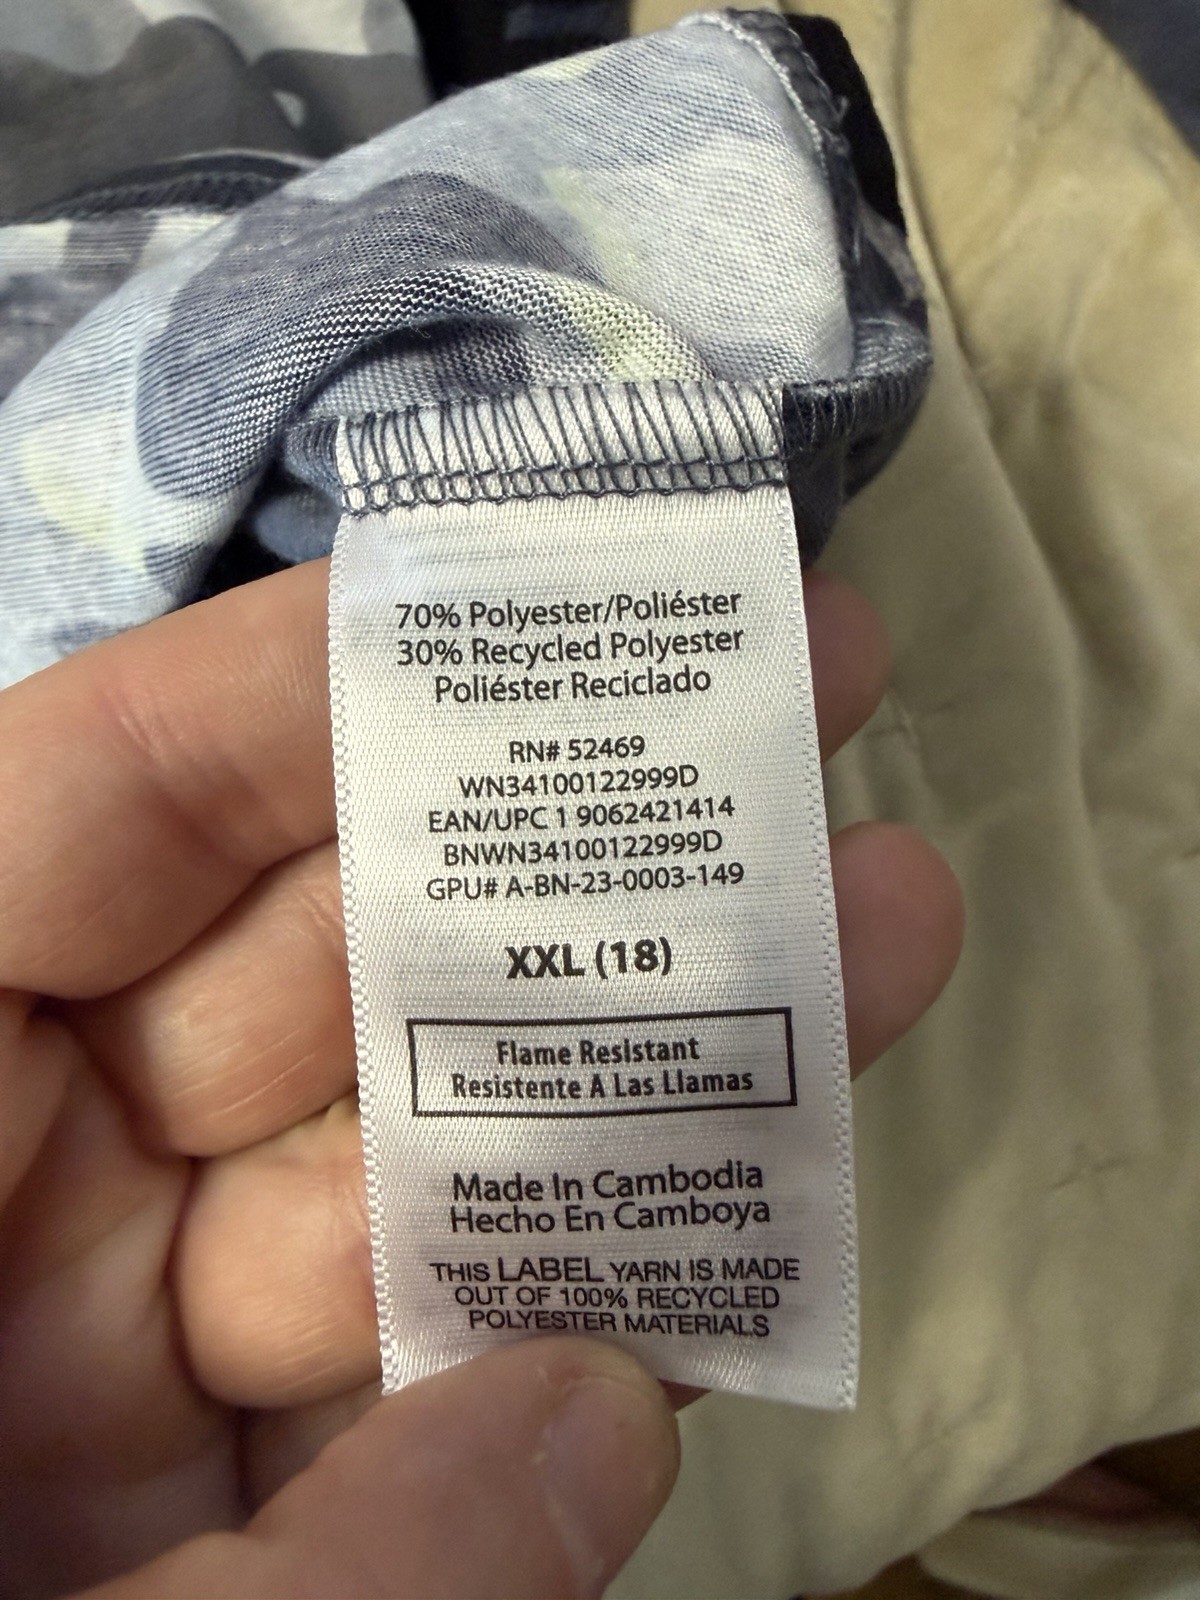 70% Polyester/Poliéster
30% Recycled Polyester
Poliéster Reciclado
RN# 52469
WN34100122999D
EAN/UPC 1 9062421414
BNWN34100122999D
GPU# A-BN-23-0003-149
XXL (18)
Flame Resistant
Resistente A Las Llamas
Made In Cambodia
Hecho En Camboya
THIS LABEL YARN IS MADE
OUT OF 100% RECYCLED
POLYESTER MATERIALS